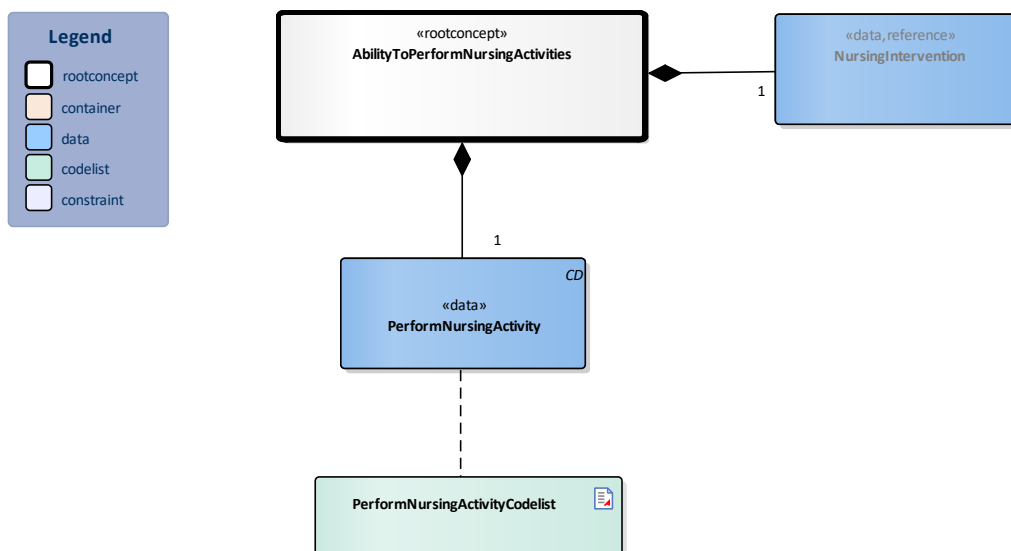 Legend
rootconcept
container
data
codelist
constraint
«rootconcept»
AbilityToPerformNursingActivities
«data,reference»
NursingIntervention
1
1
CD
«data»
PerformNursingActivity
PerformNursingActivityCodelist